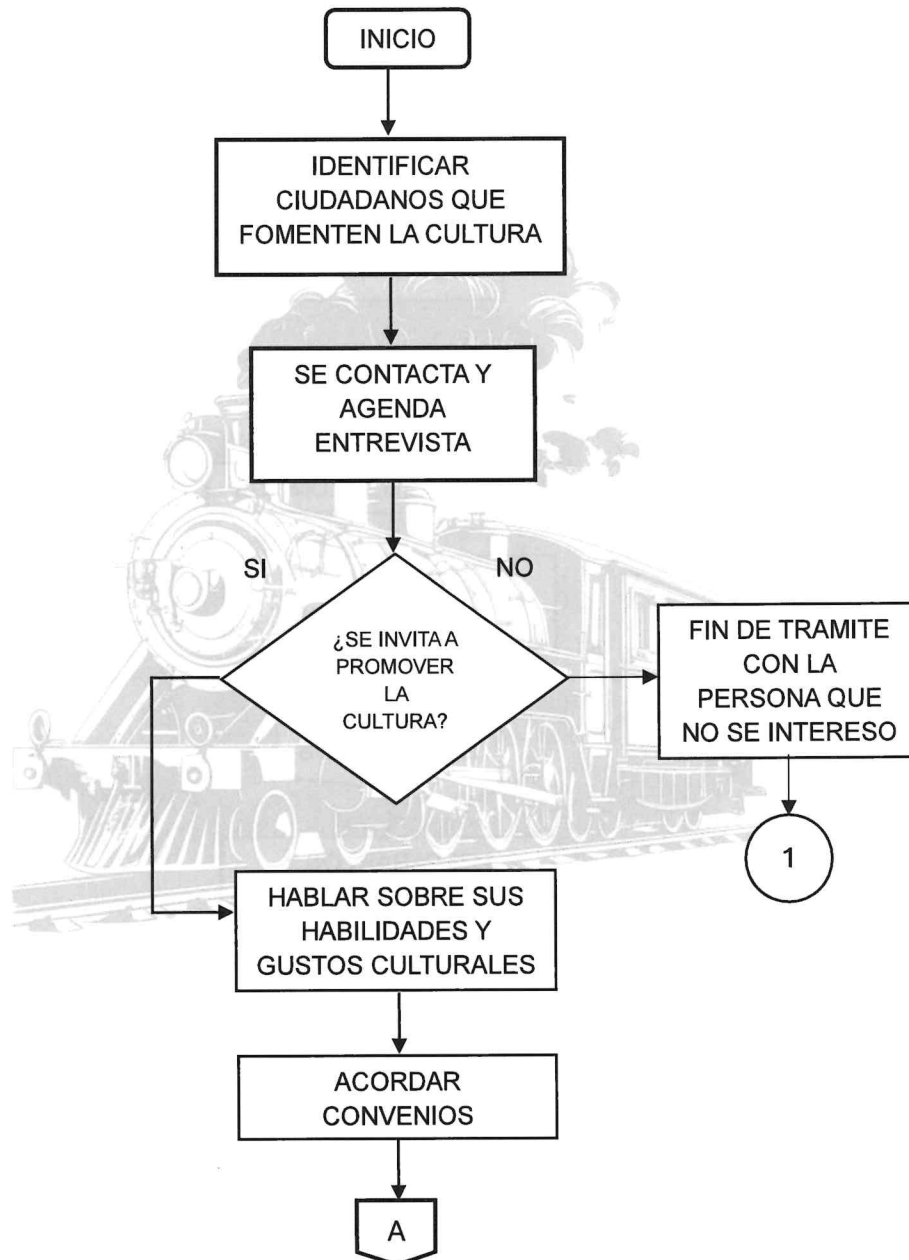 INICIO
IDENTIFICAR
CIUDADANOS QUE
FOMENTEN LA CULTURA
SE CONTACTA Y
AGENDA
ENTREVISTA
SI
NO
¿SE INVITA A
PROMOVER
LA
CULTURA?
FIN DE TRAMITE
CON LA
PERSONA QUE
NO SE INTERESO
1
HABLAR SOBRE SUS
HABILIDADES Y
GUSTOS CULTURALES
ACORDAR
CONVENIOS
A